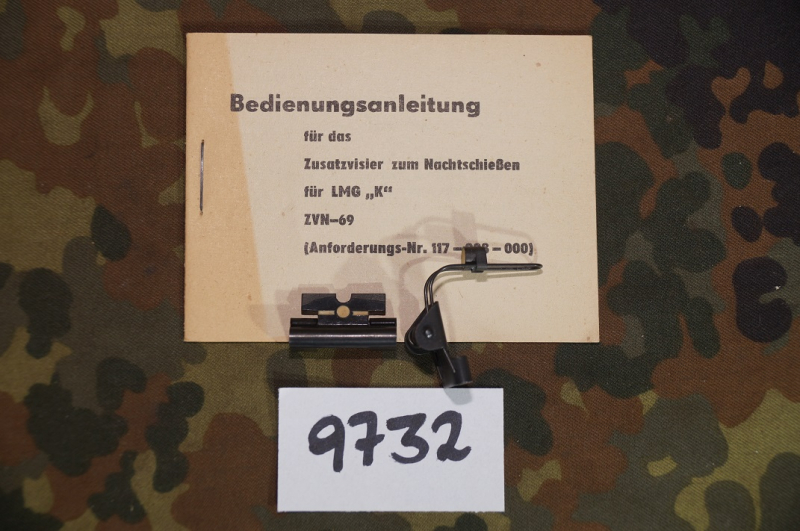 Bedienungsanleitung
für das
Zusatzvisier zum Nachtschießen
für LMG „K“
ZVN–69
(Anforderungs-Nr. 117 – – 000)
9732